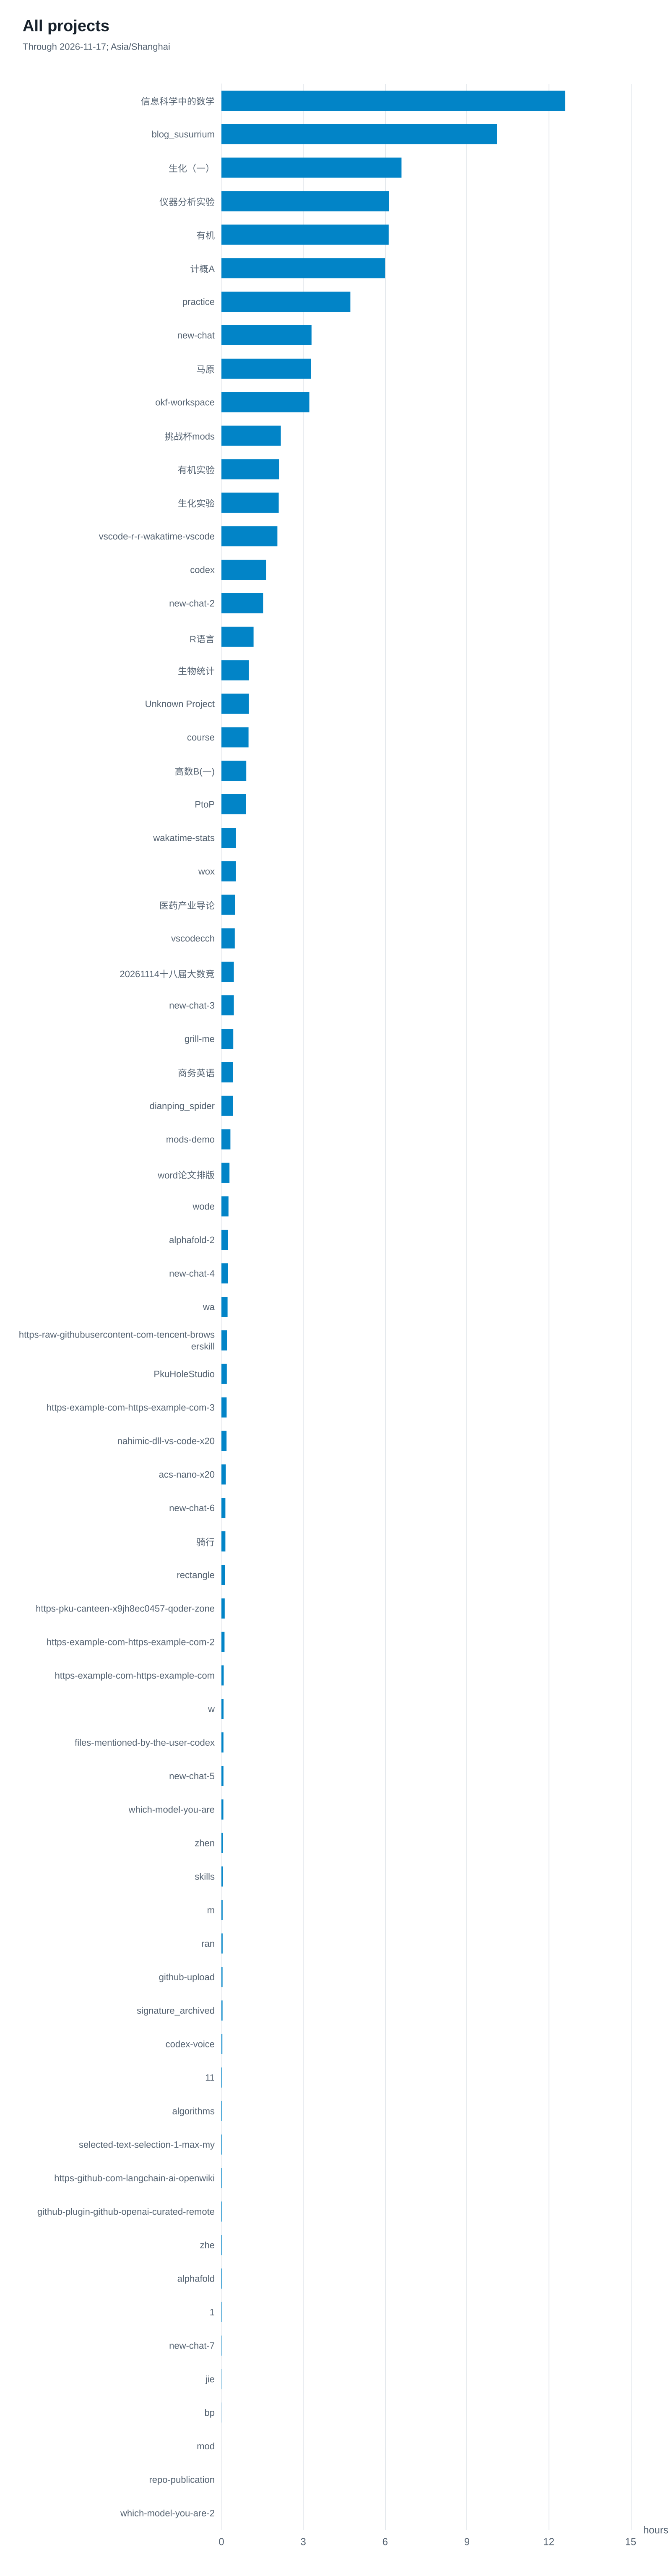 All projects
Through 2026-11-17; Asia/Shanghai
信息科学中的数学
blog_susurrium
生化（一）
仪器分析实验
有机
计概A
practice
new-chat
马原
okf-workspace
挑战杯mods
有机实验
生化实验
vscode-r-r-wakatime-vscode
codex
new-chat-2
R语言
生物统计
Unknown Project
course
高数B(一)
PtoP
wakatime-stats
wox
医药产业导论
vscodecch
20261114十八届大数竞
new-chat-3
grill-me
商务英语
dianping_spider
mods-demo
word论文排版
wode
alphafold-2
new-chat-4
wa
https-raw-githubusercontent-com-tencent-brows
erskill
PkuHoleStudio
https-example-com-https-example-com-3
nahimic-dll-vs-code-x20
acs-nano-x20
new-chat-6
骑行
rectangle
https-pku-canteen-x9jh8ec0457-qoder-zone
https-example-com-https-example-com-2
https-example-com-https-example-com
w
files-mentioned-by-the-user-codex
new-chat-5
which-model-you-are
zhen
skills
m
ran
github-upload
signature_archived
codex-voice
11
algorithms
selected-text-selection-1-max-my
https-github-com-langchain-ai-openwiki
github-plugin-github-openai-curated-remote
zhe
alphafold
1
new-chat-7
jie
bp
mod
repo-publication
which-model-you-are-2
hours
0 3 6 9 12 15